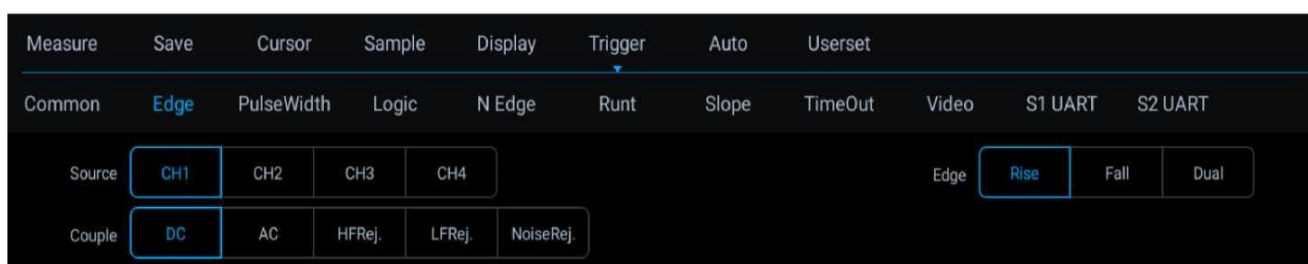 Measure Save Cursor Sample Display Trigger Auto Userset
Common Edge PulseWidth Logic N Edge Runt Slope TimeOut Video S1 UART S2 UART
Source CH1 CH2 CH3 CH4 Edge Rise Fall Dual
Couple DC AC HFRej. LFRej. NoiseRej.